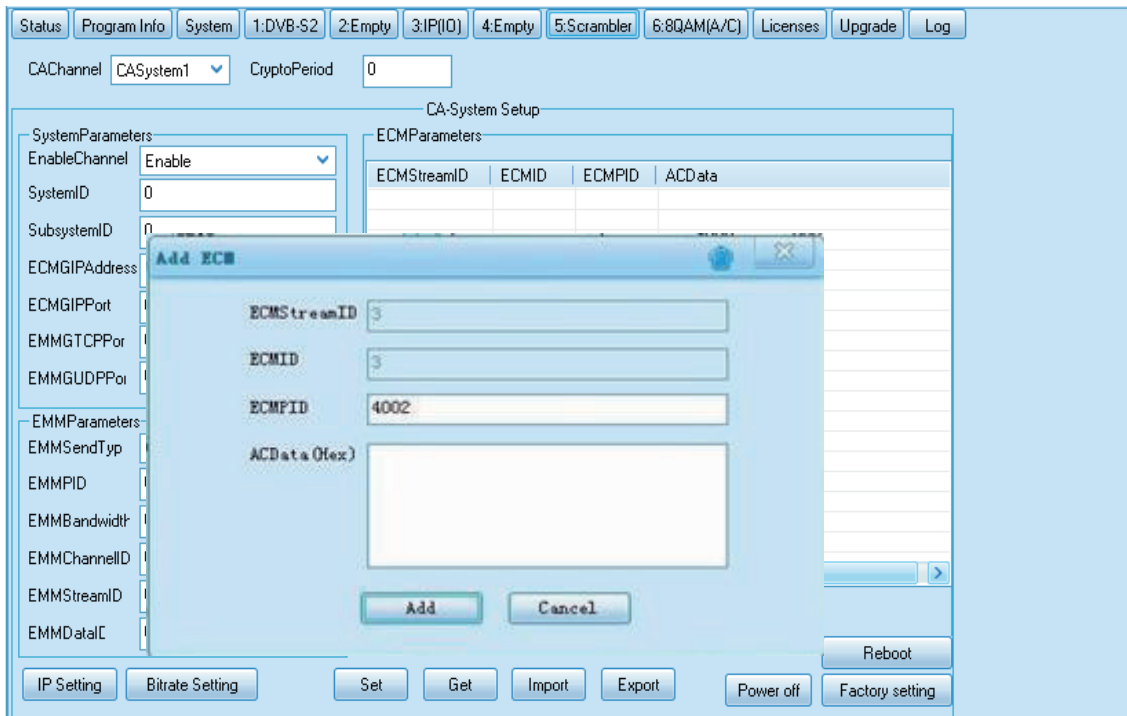 Status Program Info System 1:DVB-S2 2:Empty 3:IP(IO) 4:Empty 5:Scrambler 6:8QAM(A/C) Licenses Upgrade Log
CAChannel CASystem1 CryptoPeriod 0
CA-System Setup
SystemParameters ECMParameters
EnableChannel Enable
ECMStreamID ECMID ECMPID ACData
SystemID 0
SubsystemID 0
Add ECM
ECMGIPAddress
ECMGIPPort
ECMStreamID 3
EMMGTCPPor
ECMID 3
EMMGUDPPor
ECMPID 4002
EMMParameters
EMMSendTyp
ACData(Hex)
EMMPID
EMMBandwidth
EMMChannelID
EMMStreamID
Add Cancel
EMMDataID
Reboot
IP Setting Bitrate Setting Set Get Import Export Power off Factory setting